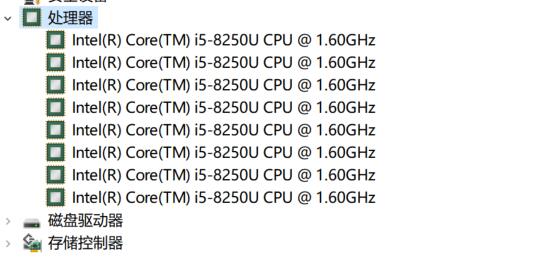 处理器
Intel(R) Core(TM) i5-8250U CPU @ 1.60GHz
Intel(R) Core(TM) i5-8250U CPU @ 1.60GHz
Intel(R) Core(TM) i5-8250U CPU @ 1.60GHz
Intel(R) Core(TM) i5-8250U CPU @ 1.60GHz
Intel(R) Core(TM) i5-8250U CPU @ 1.60GHz
Intel(R) Core(TM) i5-8250U CPU @ 1.60GHz
Intel(R) Core(TM) i5-8250U CPU @ 1.60GHz
Intel(R) Core(TM) i5-8250U CPU @ 1.60GHz
磁盘驱动器
存储控制器